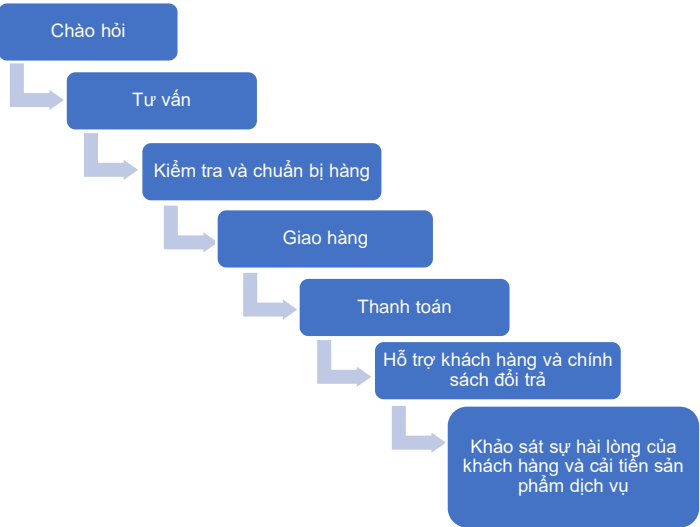 Chào hỏi
Tư vấn
Kiểm tra và chuẩn bị hàng
Giao hàng
Thanh toán
Hỗ trợ khách hàng và chính
sách đổi trả
Khảo sát sự hài lòng của
khách hàng và cải tiến sản
phẩm dịch vụ